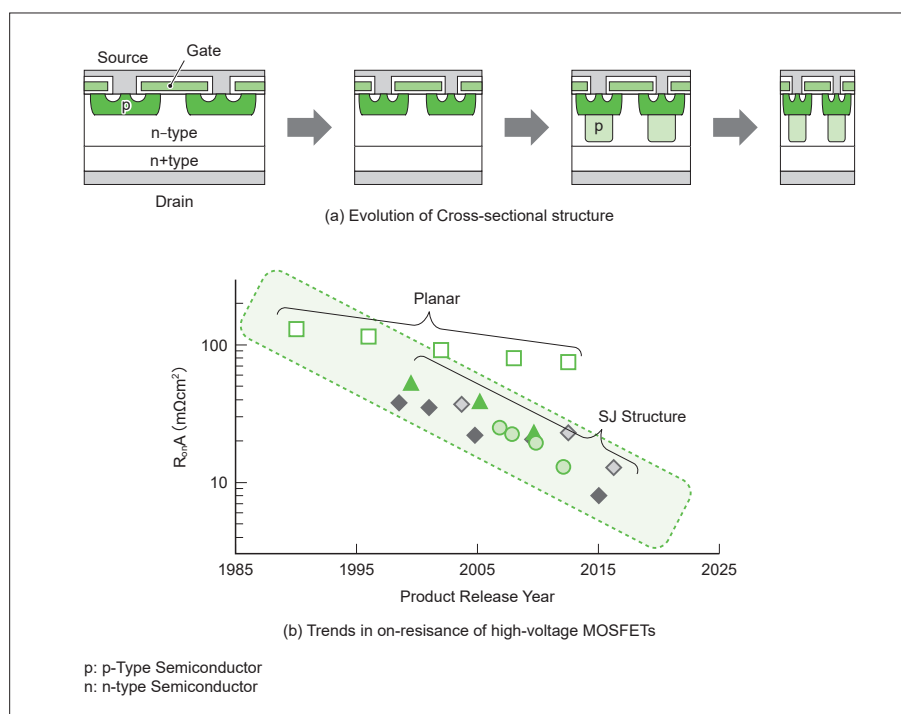 Source
Gate
p
n−type
n+type
Drain
p
(a) Evolution of Cross-sectional structure
Planar
100
SJ Structure
10
RonA (mΩcm²)
1985
1995
2005
2015
2025
Product Release Year
(b) Trends in on-resisance of high-voltage MOSFETs
p: p-Type Semiconductor
n: n-type Semiconductor